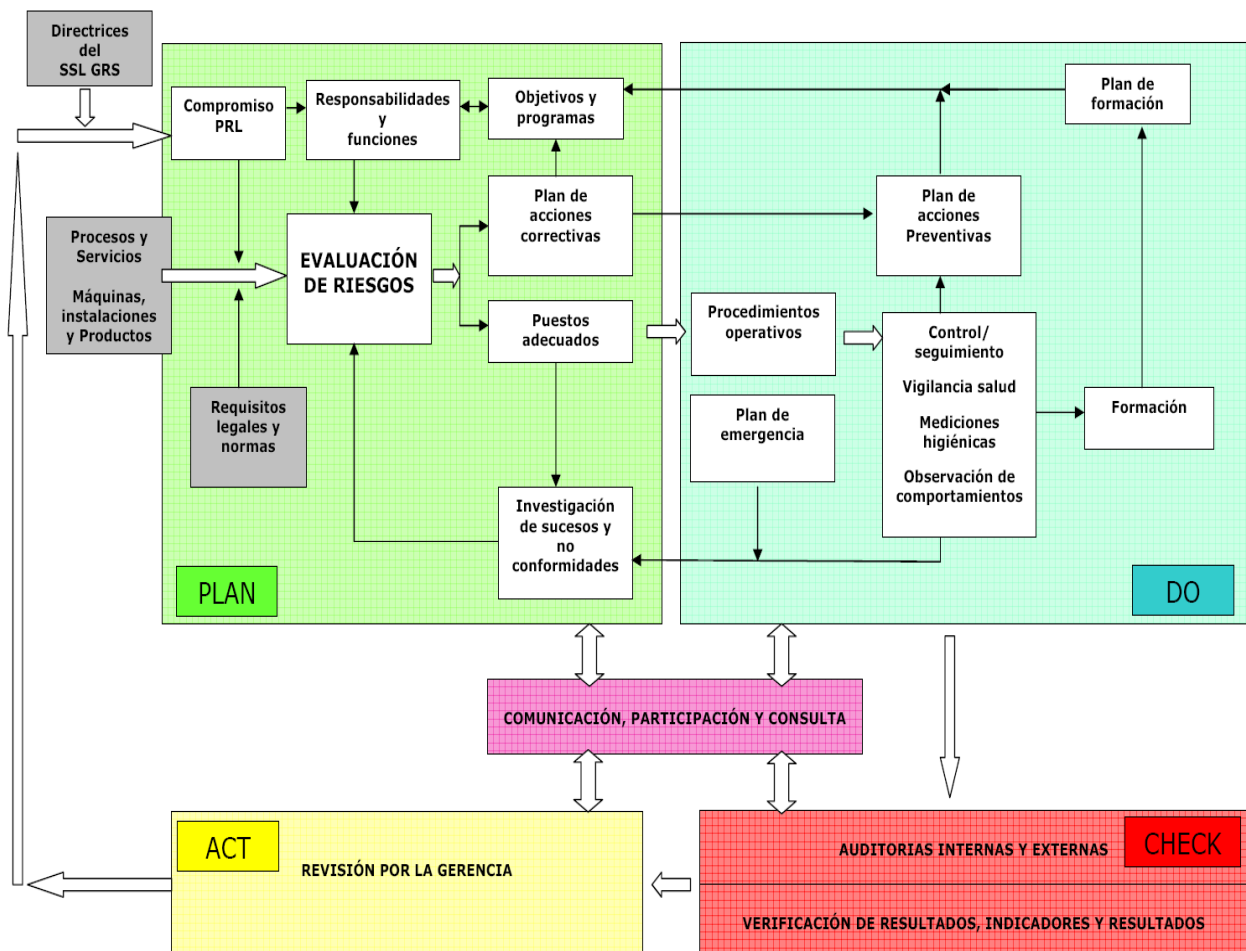 Directrices
del
SSL GRS
Compromiso
PRL
Responsabilidades
y
funciones
Objetivos y
programas
Plan de
formación
Procesos y
Servicios
Máquinas,
instalaciones
y Productos
EVALUACIÓN
DE RIESGOS
Plan de
acciones
correctivas
Plan de
acciones
Preventivas
Puestos
adecuados
Procedimientos
operativos
Control/
seguimiento
Vigilancia salud
Mediciones
higiénicas
Observación de
comportamientos
Requisitos
legales y
normas
Plan de
emergencia
Formación
Investigación
de sucesos y
no
conformidades
PLAN
DO
COMUNICACIÓN, PARTICIPACIÓN Y CONSULTA
ACT
REVISIÓN POR LA GERENCIA
AUDITORIAS INTERNAS Y EXTERNAS
CHECK
VERIFICACIÓN DE RESULTADOS, INDICADORES Y RESULTADOS